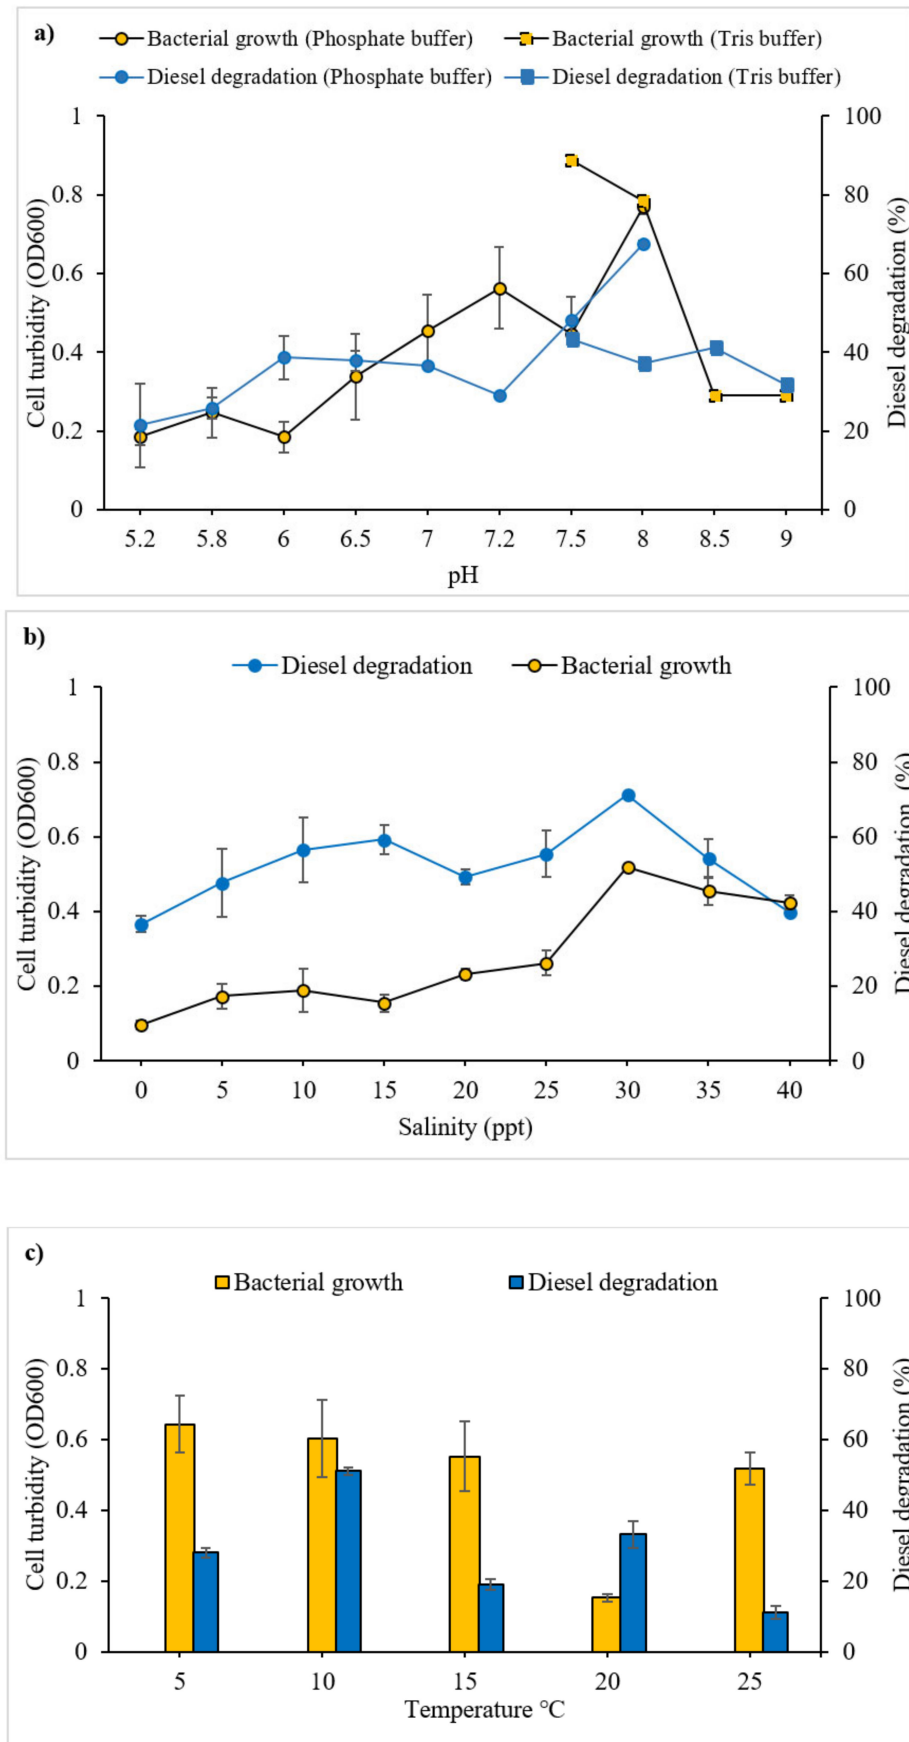 a)
Bacterial growth (Phosphate buffer) Bacterial growth (Tris buffer)
Diesel degradation (Phosphate buffer) Diesel degradation (Tris buffer)
Cell turbidity (OD600)
1
0.8
0.6
0.4
0.2
0
100
80
60
40
20
0
Diesel degradation (%)
5.2 5.8 6 6.5 7 7.2 7.5 8 8.5 9
pH
b)
Diesel degradation Bacterial growth
Cell turbidity (OD600)
1
0.8
0.6
0.4
0.2
0
100
80
60
40
20
0
Diesel degradation (%)
0 5 10 15 20 25 30 35 40
Salinity (ppt)
c)
Bacterial growth Diesel degradation
Cell turbidity (OD600)
1
0.8
0.6
0.4
0.2
0
100
80
60
40
20
0
Diesel degradation (%)
5 10 15 20 25
Temperature °C